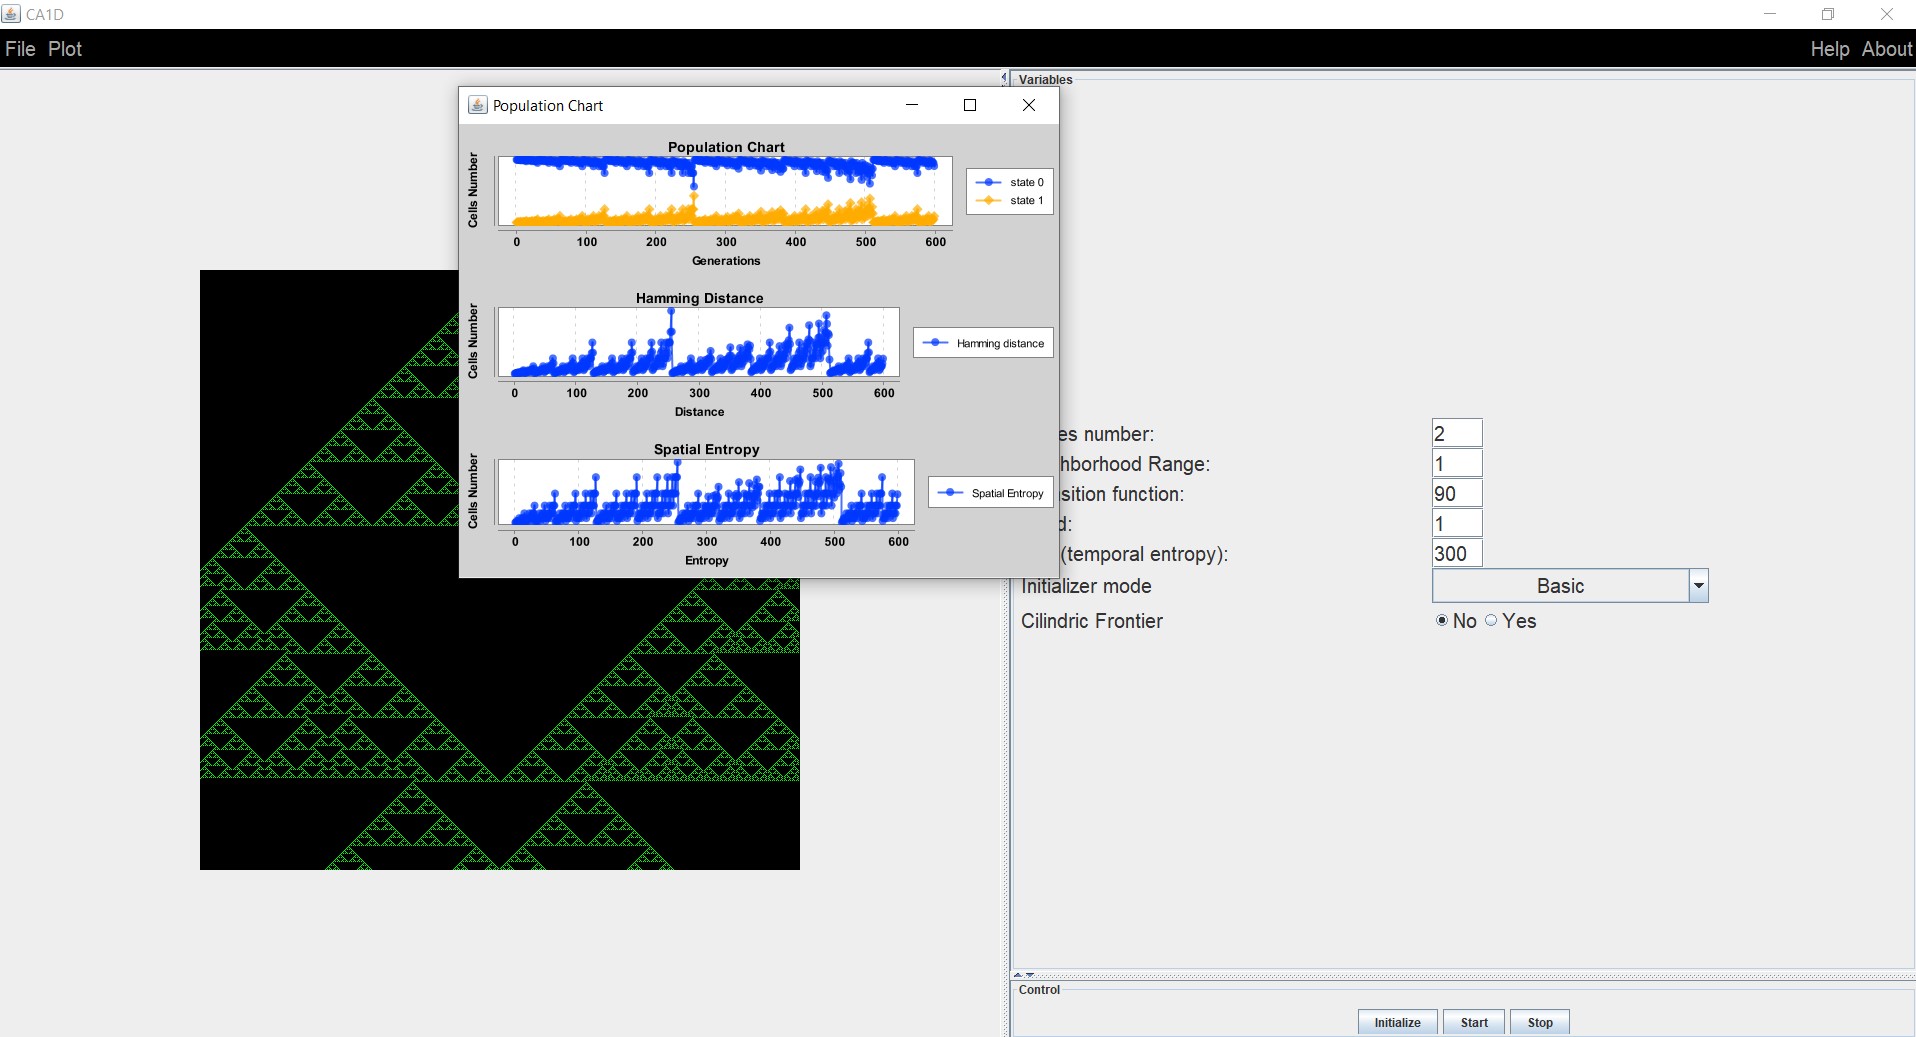 CA1D
File Plot Help About
Variables
Population Chart
Population Chart
Cells Number
state 0
state 1
0 100 200 300 400 500 600
Generations
Hamming Distance
Cells Number
Hamming distance
0 100 200 300 400 500 600
Distance
Spatial Entropy
Cells Number
Spatial Entropy
0 100 200 300 400 500 600
Entropy
es number: 2
hborhood Range: 1
sition function: 90
d: 1
(temporal entropy): 300
Initializer mode Basic
Cilindric Frontier No Yes
Control
Initialize Start Stop